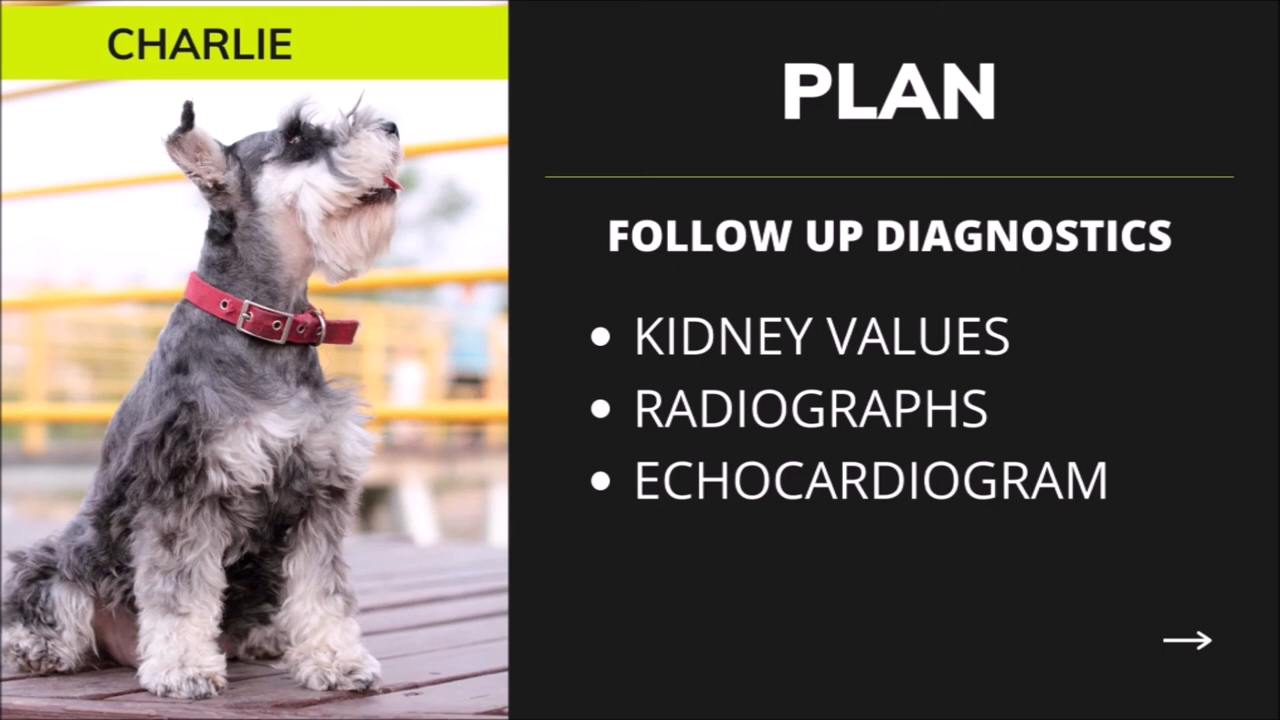 CHARLIE
PLAN
FOLLOW UP DIAGNOSTICS
• KIDNEY VALUES
• RADIOGRAPHS
• ECHOCARDIOGRAM